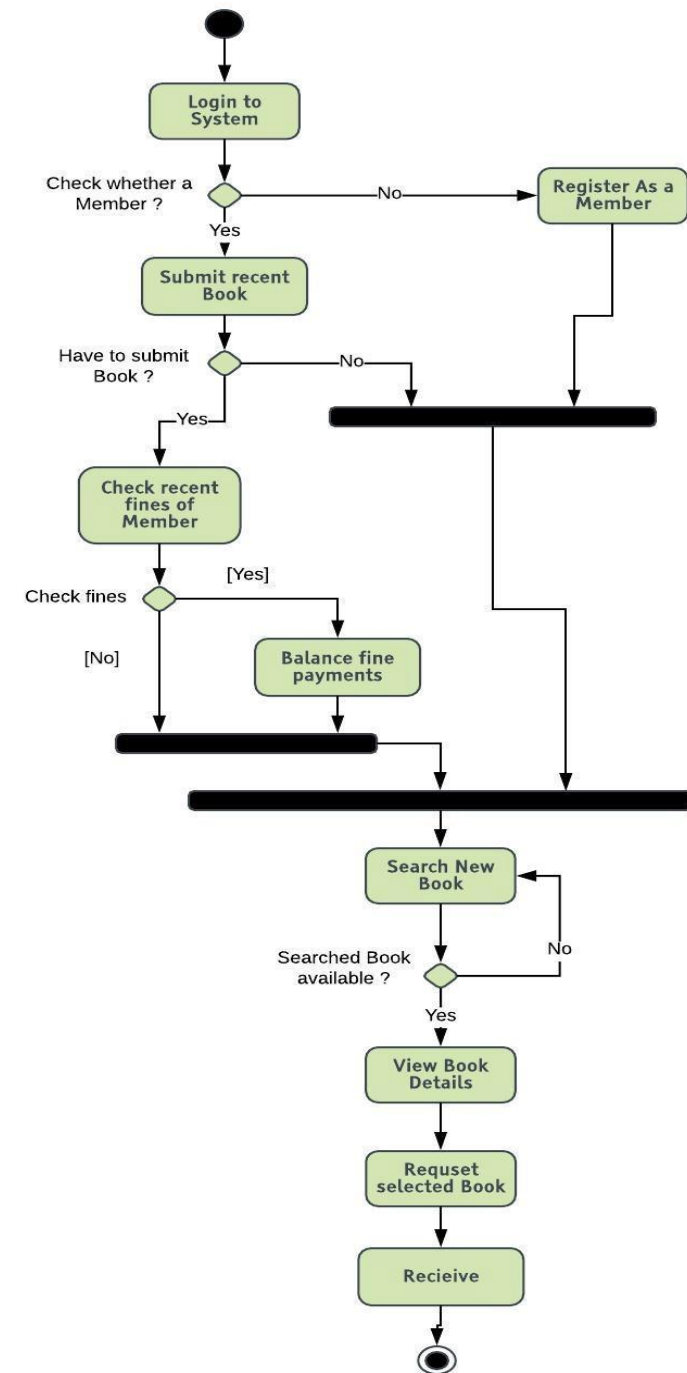 Login to
System
Check whether a
Member ?
No
Register As a
Member
Yes
Submit recent
Book
Have to submit
Book ?
No
Yes
Check recent
fines of
Member
[Yes]
Check fines
[No]
Balance fine
payments
Search New
Book
No
Searched Book
available ?
Yes
View Book
Details
Requset
selected Book
Recieive